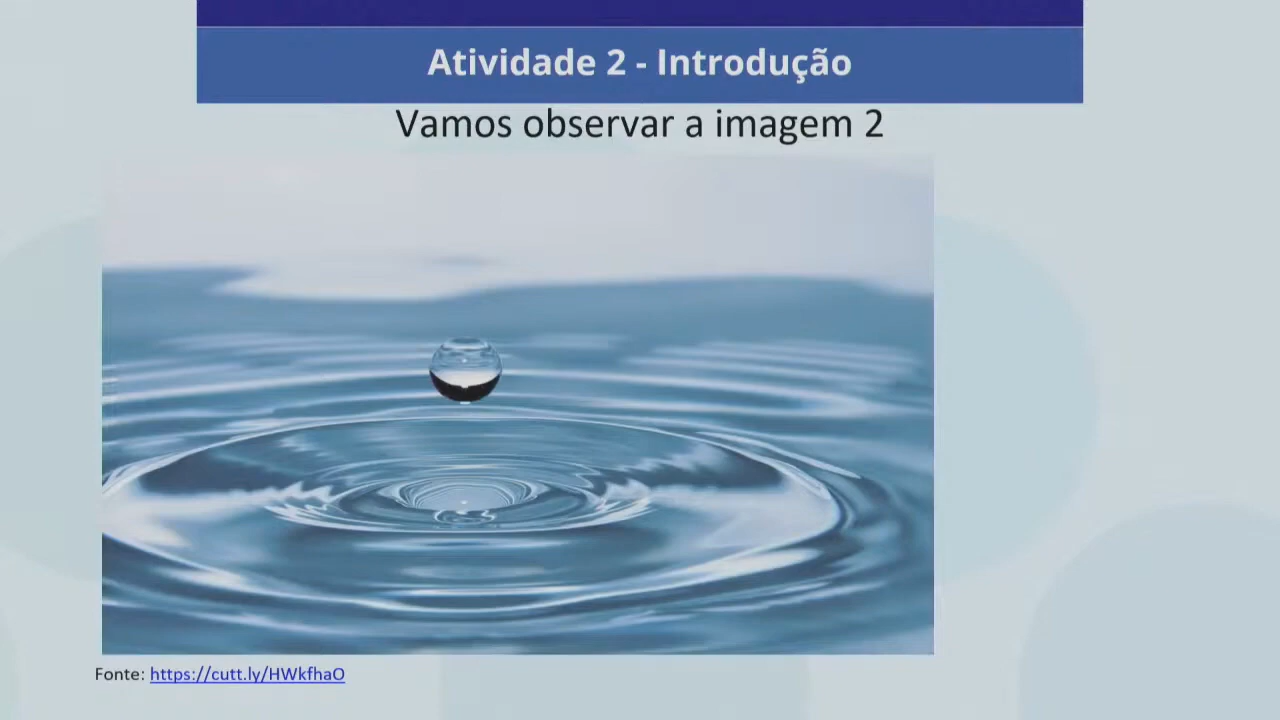 Atividade 2 - Introdução
Vamos observar a imagem 2
Fonte: https://cutt.ly/HWkfhaO